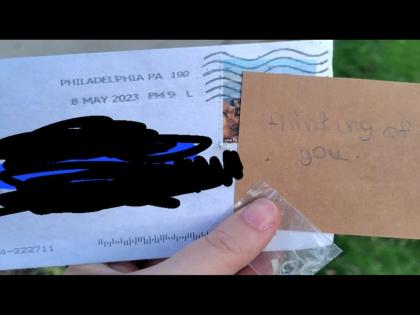 PHILADELPHIA PA 190
8 MAY 2023 PM 9 L
thinking of
you.
4-222711